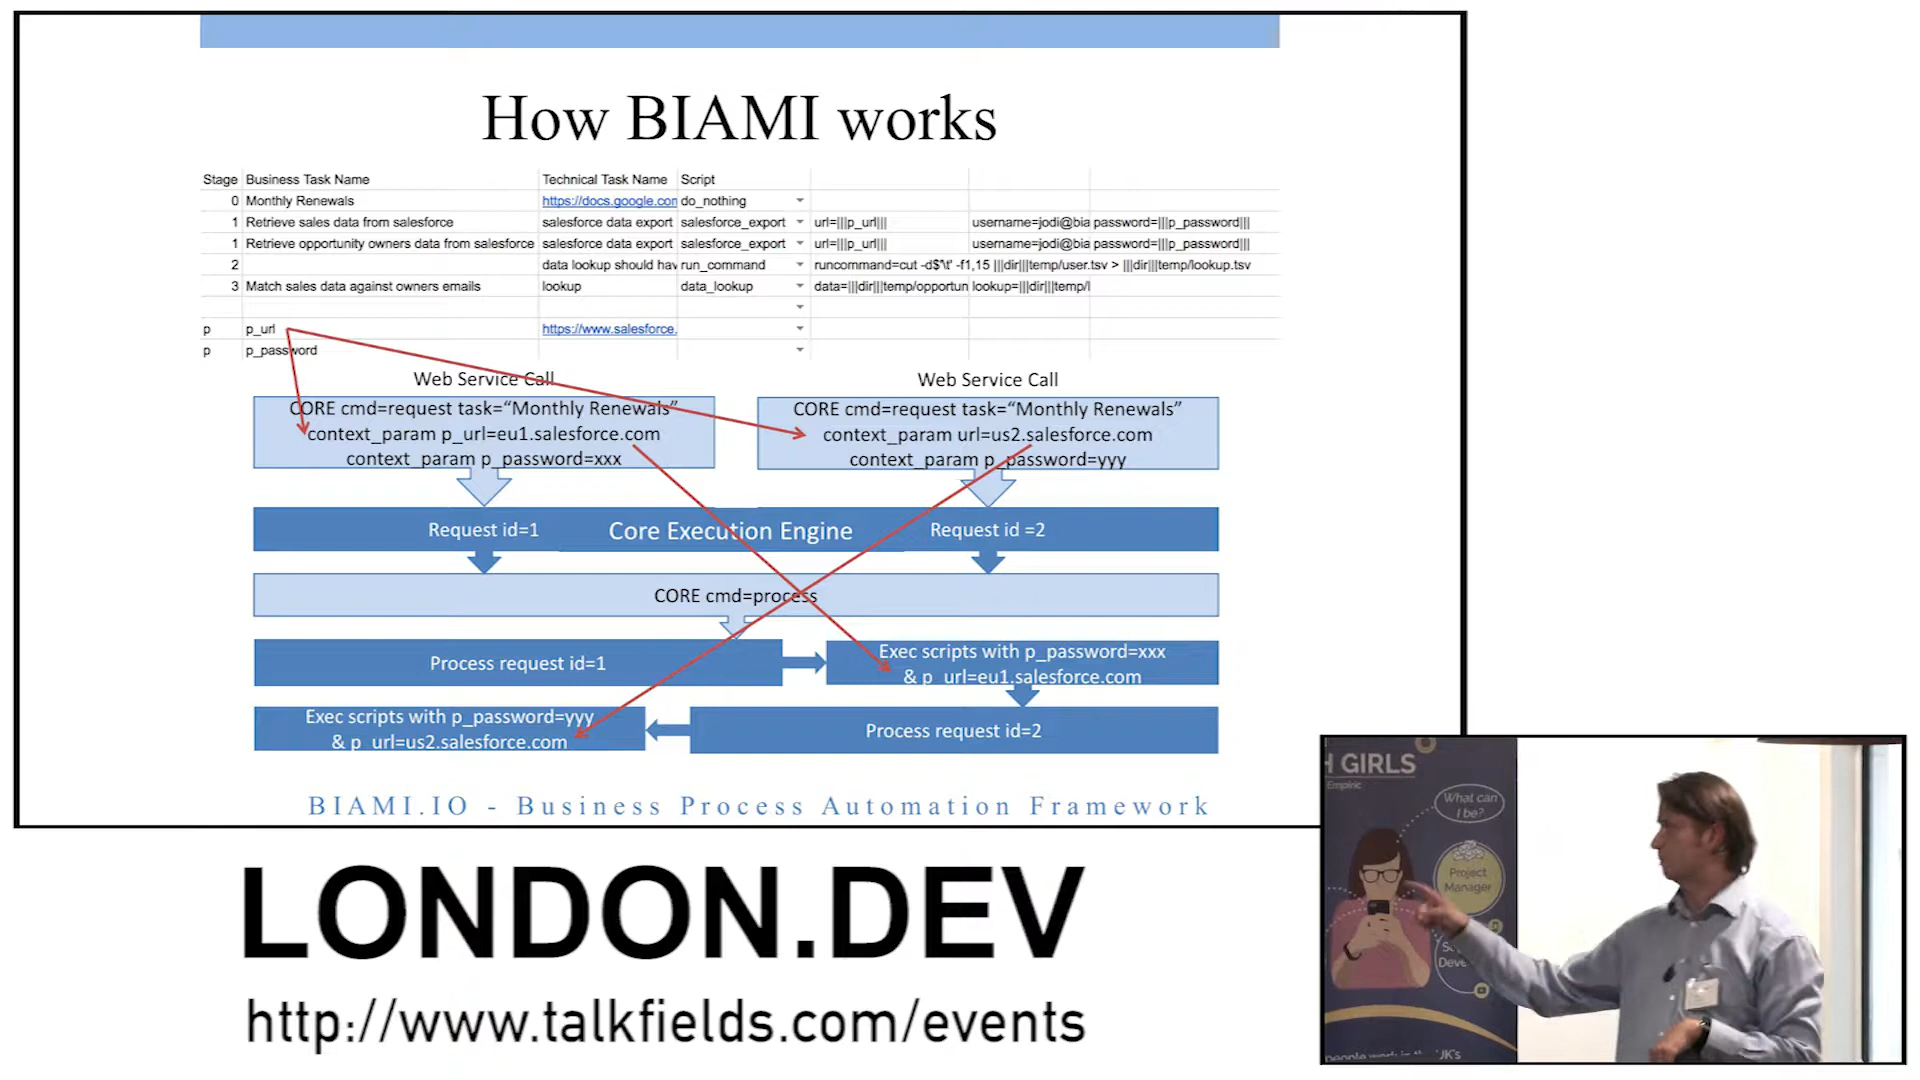 How BIAMI works
Stage Business Task Name Technical Task Name Script
0 Monthly Renewals https://docs.google.con do_nothing
1 Retrieve sales data from salesforce salesforce data export salesforce_export url=|||p_url||| username=jodi@bia password=|||p_password|||
1 Retrieve opportunity owners data from salesforce salesforce data export salesforce_export url=|||p_url||| username=jodi@bia password=|||p_password|||
2 data lookup should hav run_command runcommand=cut -d$'\t' -f1,15 |||dir|||temp/user.tsv > |||dir|||temp/lookup.tsv
3 Match sales data against owners emails lookup data_lookup data=|||dir|||temp/opportun lookup=|||dir|||temp/l
p p_url https://www.salesforce.
p p_password
Web Service Call
CORE cmd=request task=“Monthly Renewals”
context_param p_url=eu1.salesforce.com
context_param p_password=xxx
Web Service Call
CORE cmd=request task=“Monthly Renewals”
context_param url=us2.salesforce.com
context_param p_password=yyy
Request id=1 Core Execution Engine Request id =2
CORE cmd=process
Process request id=1
Exec scripts with p_password=xxx
& p_url=eu1.salesforce.com
Exec scripts with p_password=yyy
& p_url=us2.salesforce.com
Process request id=2
BIAMI.IO - Business Process Automation Framework
H GIRLS
Empiric
What can
I be?
Project
Manager
Deve
people work in the UK's
LONDON.DEV
http://www.talkfields.com/events